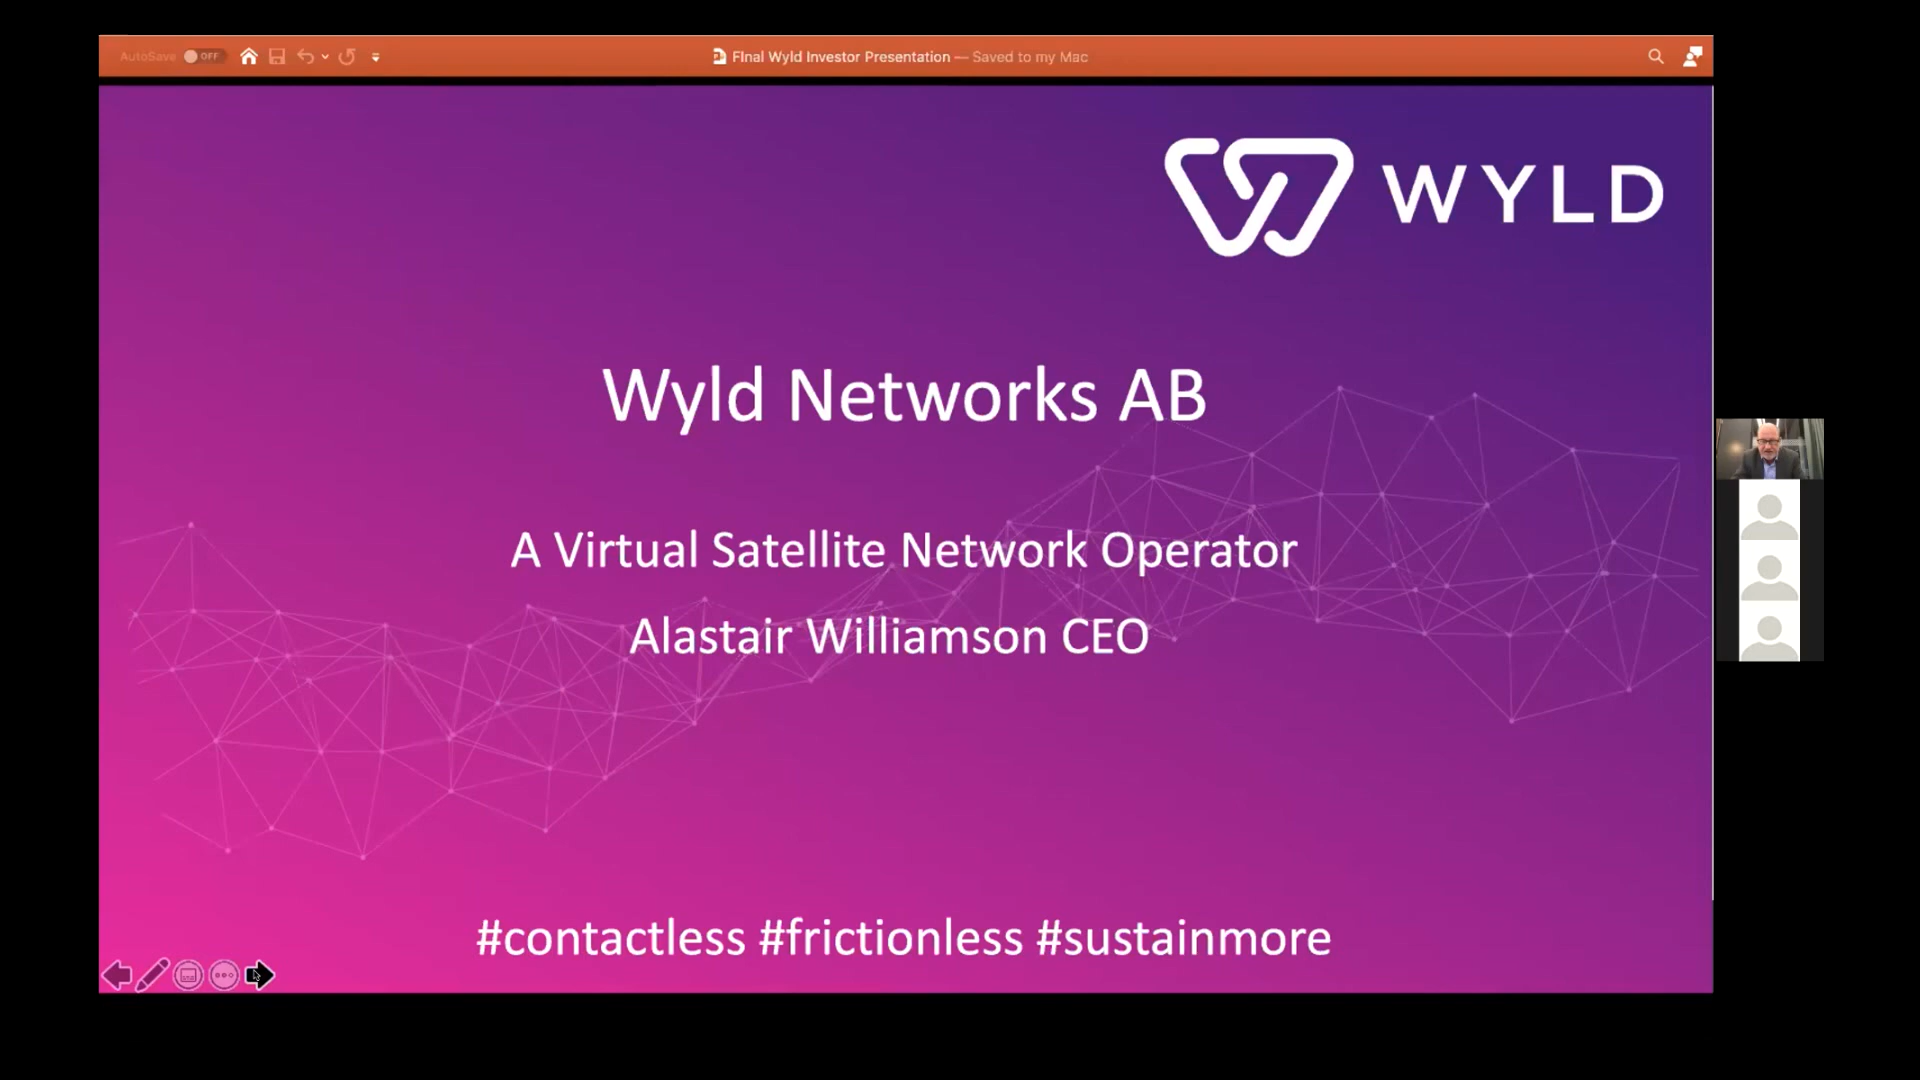 AutoSave OFF
FInal Wyld Investor Presentation — Saved to my Mac
WYLD
Wyld Networks AB
A Virtual Satellite Network Operator
Alastair Williamson CEO
#contactless #frictionless #sustainmore